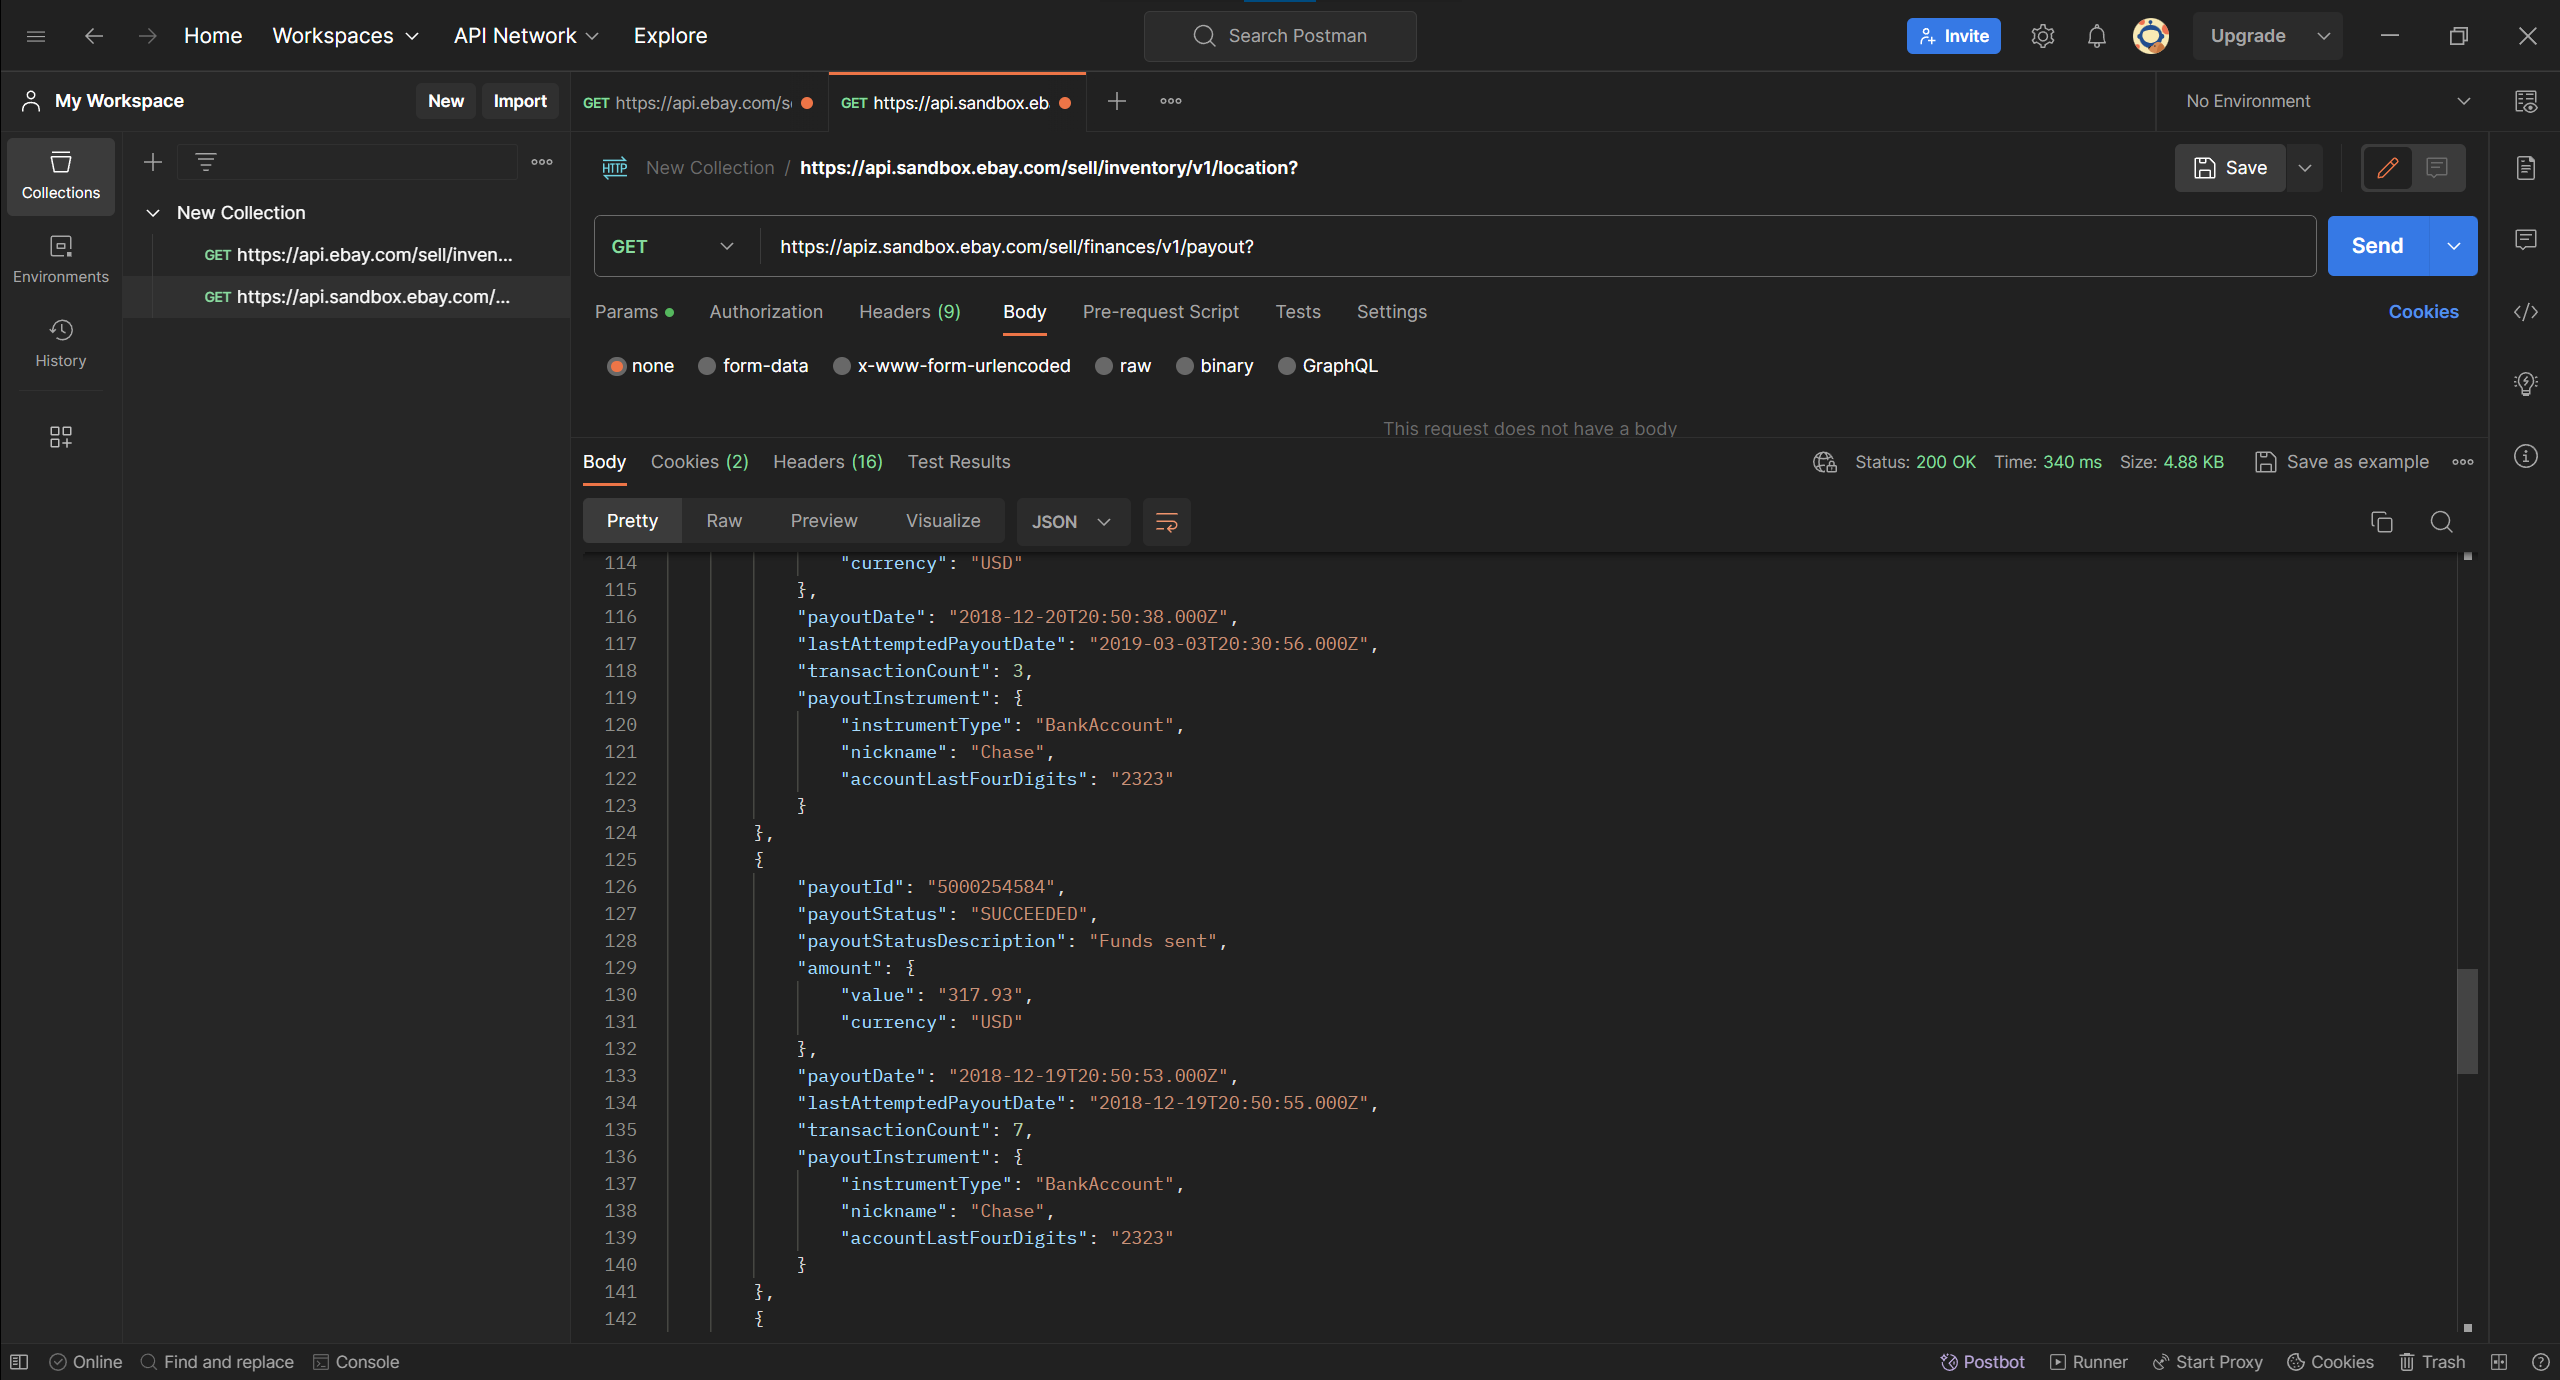 Home Workspaces API Network Explore Search Postman Invite Upgrade
My Workspace New Import GET https://api.ebay.com/s GET https://api.sandbox.eb No Environment
Collections
Environments
History
New Collection
GET https://api.ebay.com/sell/inven...
GET https://api.sandbox.ebay.com/...
HTTP New Collection / https://api.sandbox.ebay.com/sell/inventory/v1/location? Save
GET https://apiz.sandbox.ebay.com/sell/finances/v1/payout? Send
Params Authorization Headers (9) Body Pre-request Script Tests Settings Cookies
none form-data x-www-form-urlencoded raw binary GraphQL
This request does not have a body
Body Cookies (2) Headers (16) Test Results Status: 200 OK Time: 340 ms Size: 4.88 KB Save as example
Pretty Raw Preview Visualize JSON
114 "currency": "USD"
115 },
116 "payoutDate": "2018-12-20T20:50:38.000Z",
117 "lastAttemptedPayoutDate": "2019-03-03T20:30:56.000Z",
118 "transactionCount": 3,
119 "payoutInstrument": {
120 "instrumentType": "BankAccount",
121 "nickname": "Chase",
122 "accountLastFourDigits": "2323"
123 }
124 },
125 {
126 "payoutId": "5000254584",
127 "payoutStatus": "SUCCEEDED",
128 "payoutStatusDescription": "Funds sent",
129 "amount": {
130 "value": "317.93",
131 "currency": "USD"
132 },
133 "payoutDate": "2018-12-19T20:50:53.000Z",
134 "lastAttemptedPayoutDate": "2018-12-19T20:50:55.000Z",
135 "transactionCount": 7,
136 "payoutInstrument": {
137 "instrumentType": "BankAccount",
138 "nickname": "Chase",
139 "accountLastFourDigits": "2323"
140 }
141 },
142 {
Online Find and replace Console Postbot Runner Start Proxy Cookies Trash